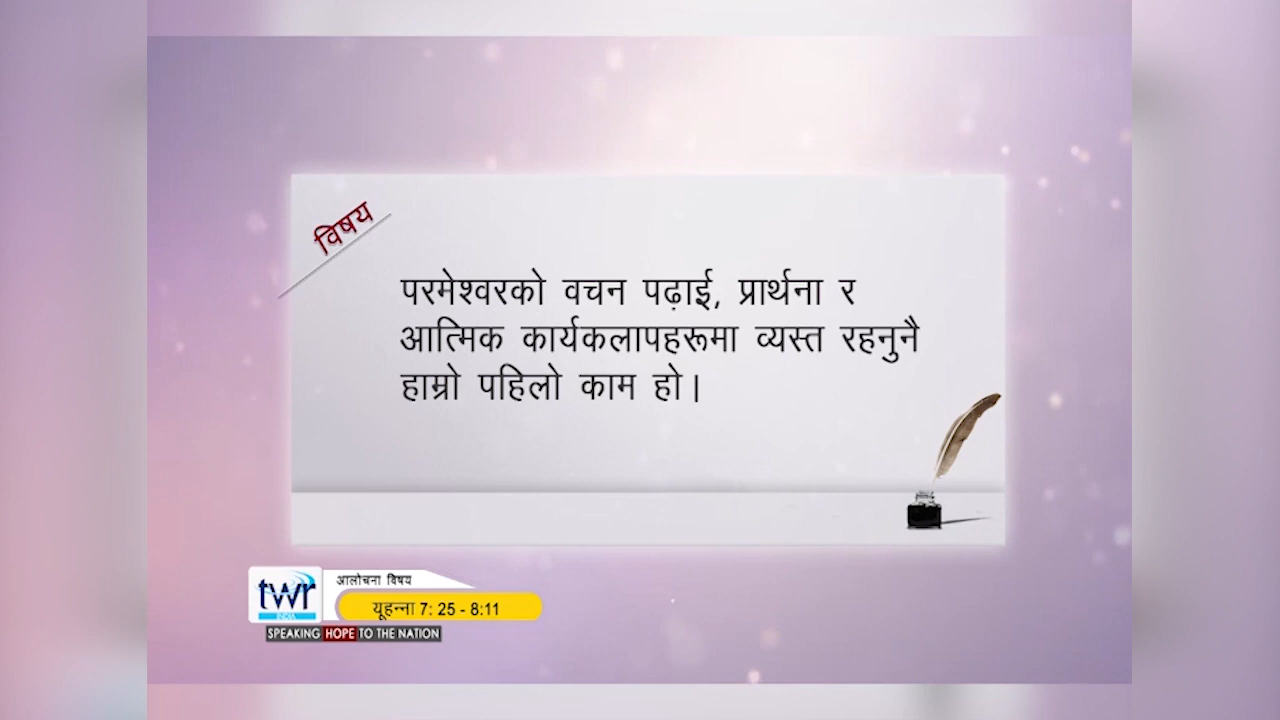 विषय
परमेश्वरको वचन पढ़ाई, प्रार्थना र
आत्मिक कार्यकलापहरूमा व्यस्त रहनुनै
हाम्रो पहिलो काम हो।
twr
INDIA
आलोचना विषय
यूहन्ना 7: 25 - 8:11
SPEAKING HOPE TO THE NATION